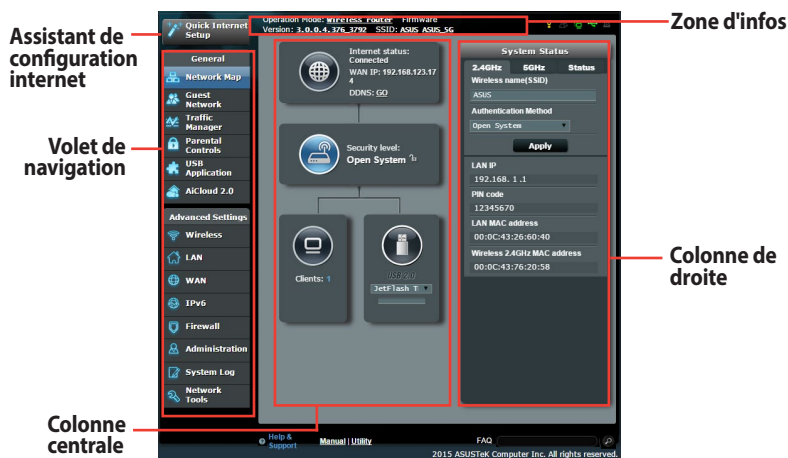 Assistant de
configuration
internet
Volet de
navigation
Colonne
centrale
Zone d'infos
Colonne de
droite
Quick Internet
Setup
Operation Mode: Wireless router Firmware
Version: 3.0.0.4.376_3792 SSID: ASUS ASUS_5G
General
Network Map
Guest
Network
Traffic
Manager
Parental
Controls
USB
Application
AiCloud 2.0
Advanced Settings
Wireless
LAN
WAN
IPv6
Firewall
Administration
System Log
Network
Tools
Internet status:
Connected
WAN IP: 192.168.123.17
4
DDNS: GO
Security level:
Open System
Clients: 1
USB 2.0
JetFlash T
System Status
2.4GHz 5GHz Status
Wireless name(SSID)
ASUS
Authentication Method
Open System
Apply
LAN IP
192.168. 1 .1
PIN code
12345670
LAN MAC address
00:0C:43:26:60:40
Wireless 2.4GHz MAC address
00:0C:43:76:20:58
Help &
Support
Manual | Utility
FAQ
2015 ASUSTeK Computer Inc. All rights reserved.